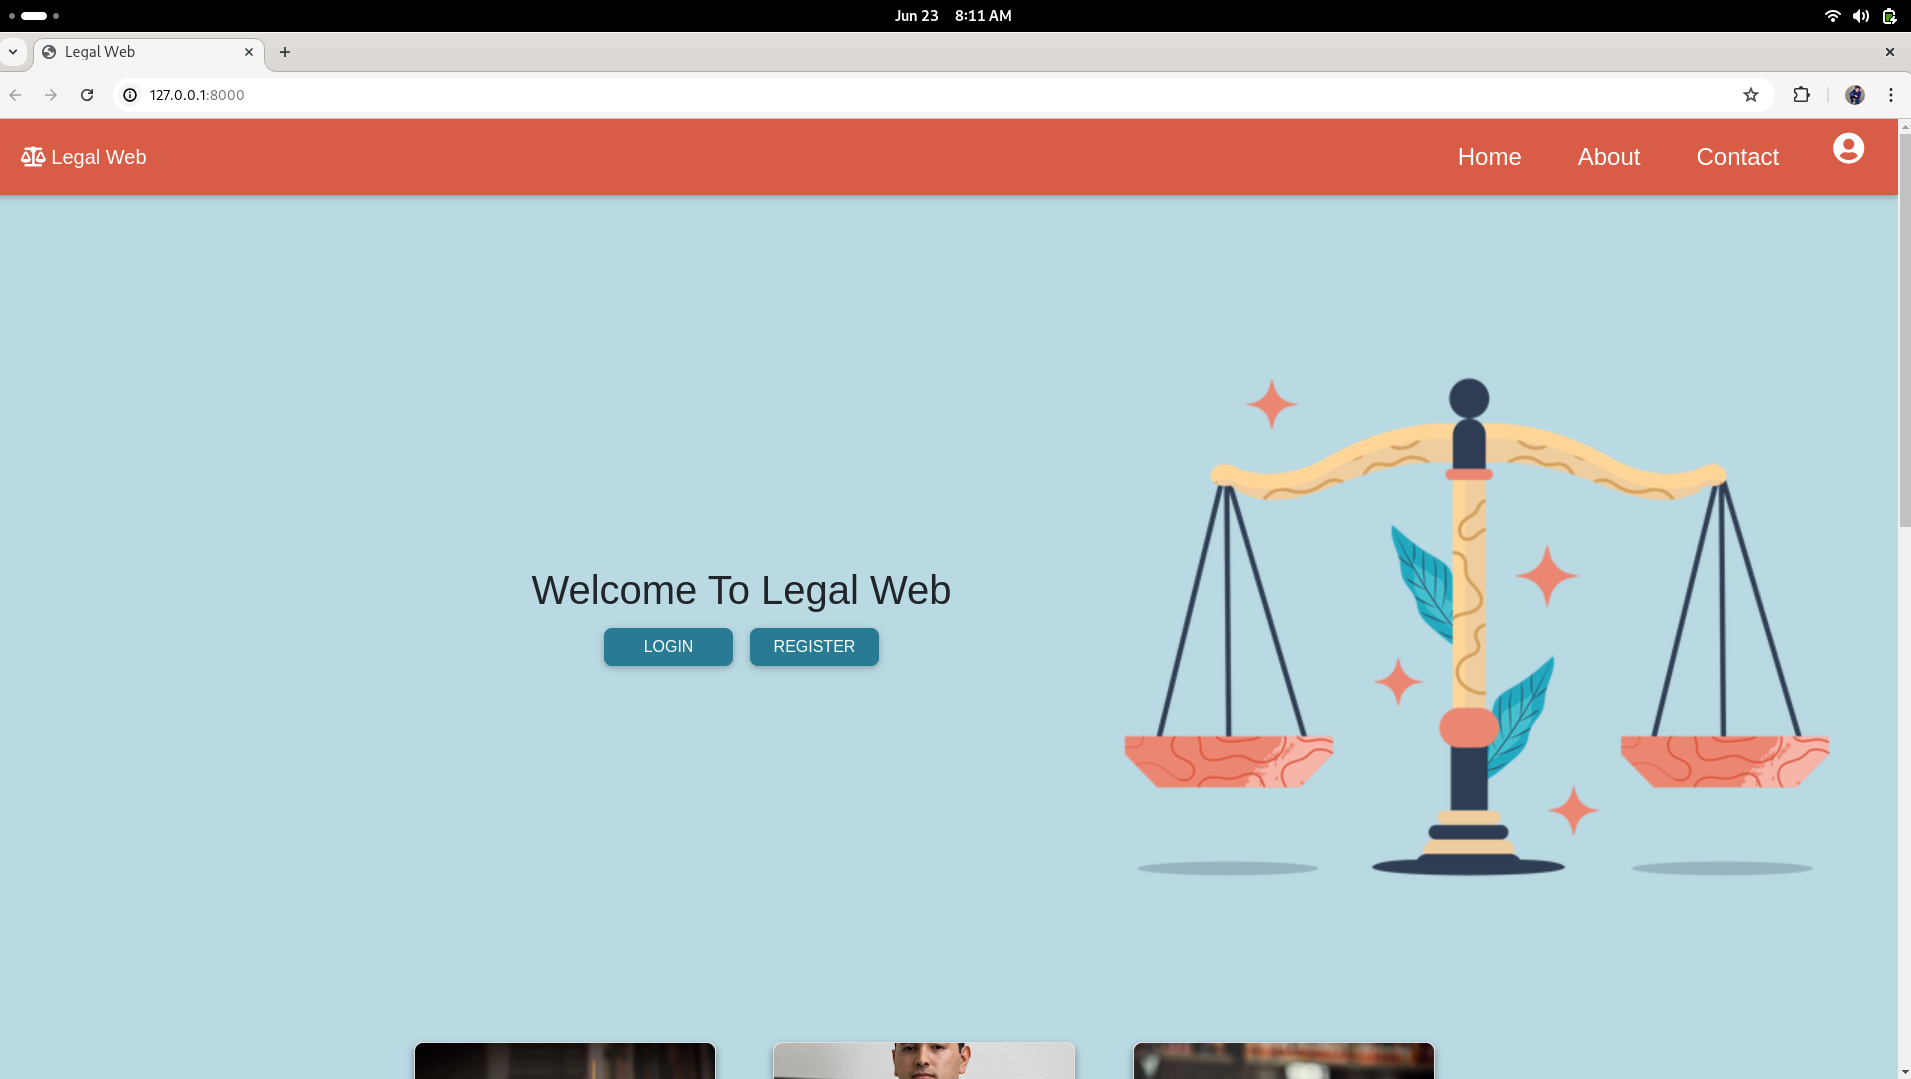 Jun 23 8:11 AM
Legal Web
127.0.0.1:8000
Legal Web
Home About Contact
Welcome To Legal Web
LOGIN REGISTER